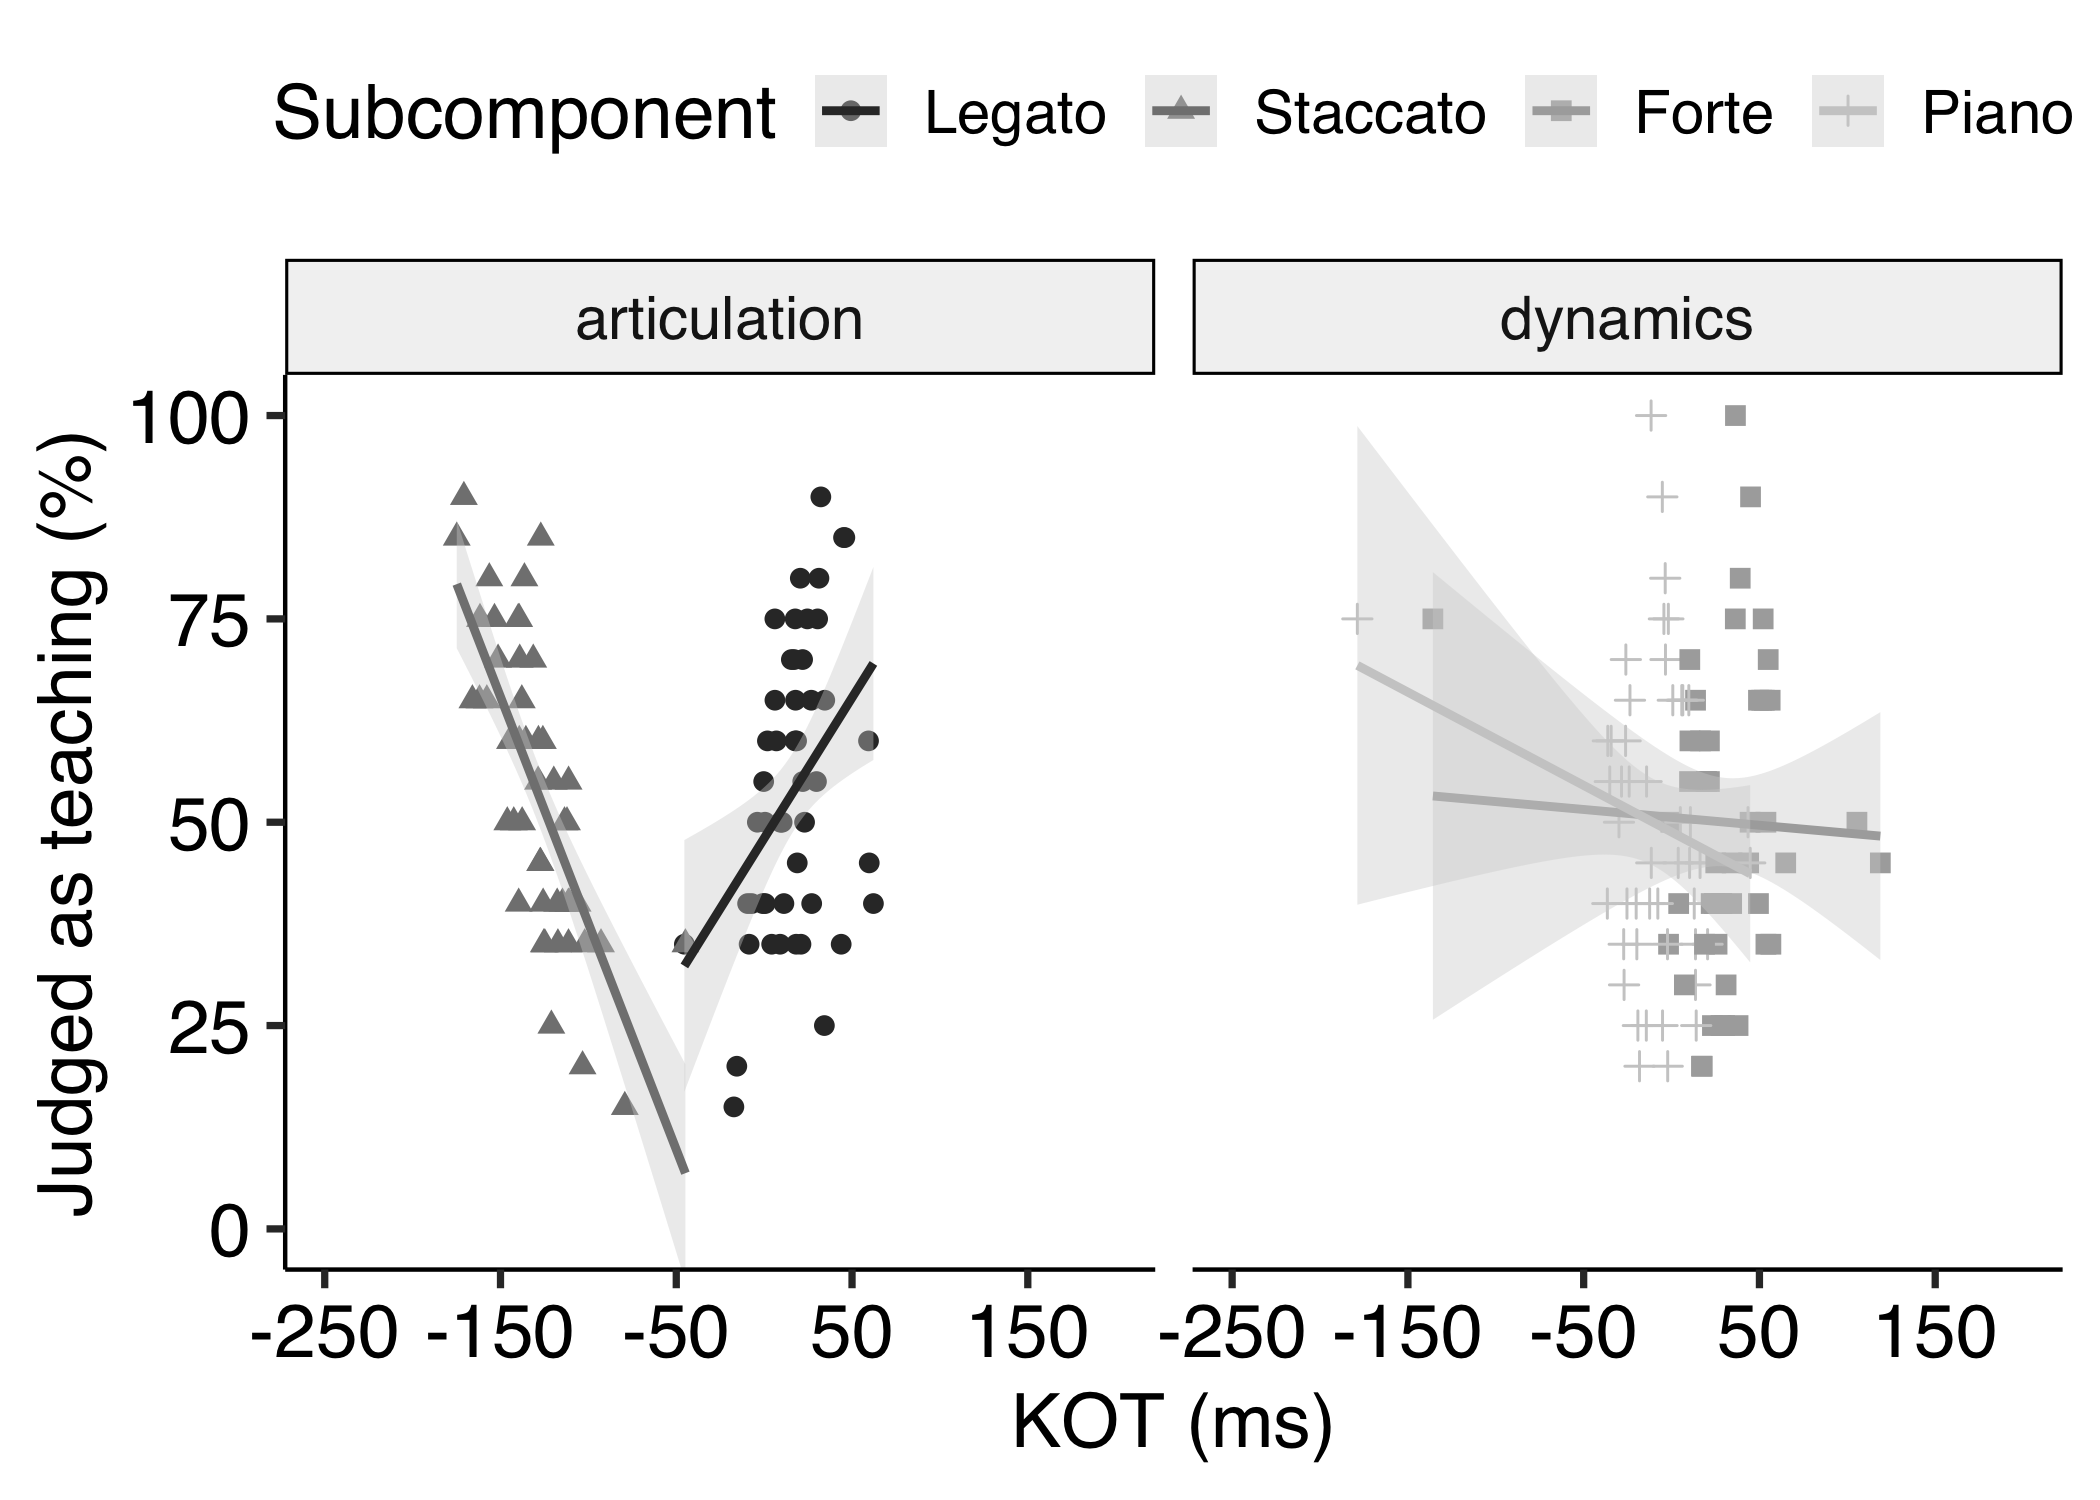 Subcomponent Legato Staccato Forte Piano
articulation dynamics
Judged as teaching (%)
100
75
50
25
0
-250 -150 -50 50 150 -250 -150 -50 50 150
KOT (ms)